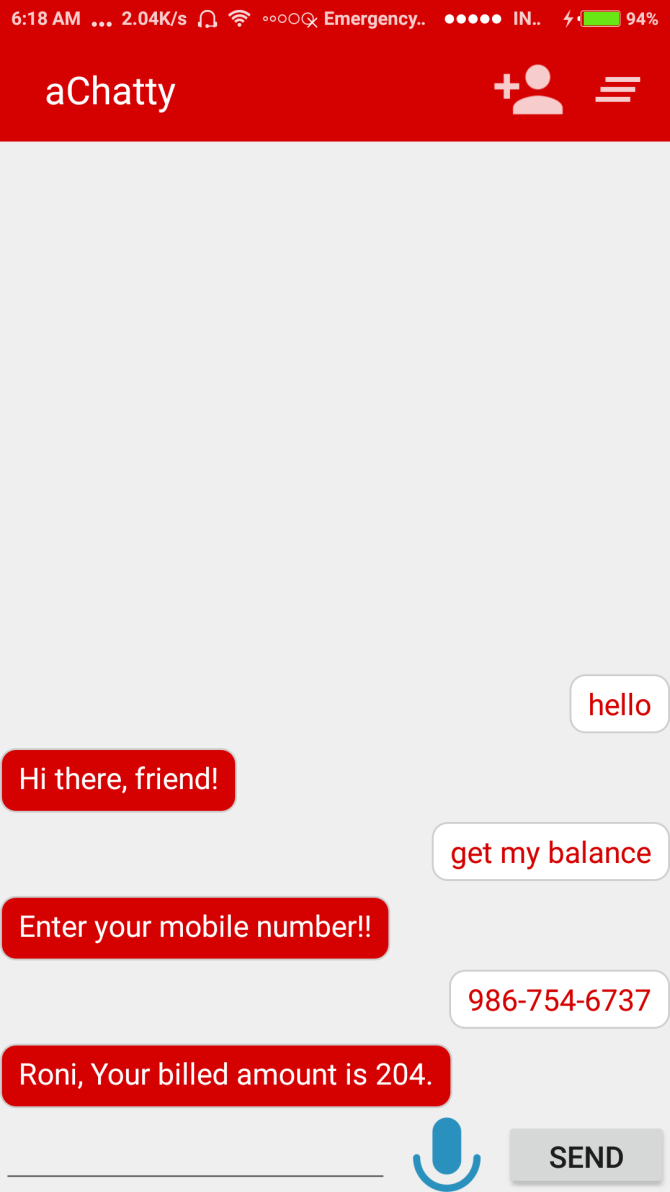 6:18 AM ... 2.04K/s Emergency.. IN.. 94%
aChatty
hello
Hi there, friend!
get my balance
Enter your mobile number!!
986-754-6737
Roni, Your billed amount is 204.
SEND